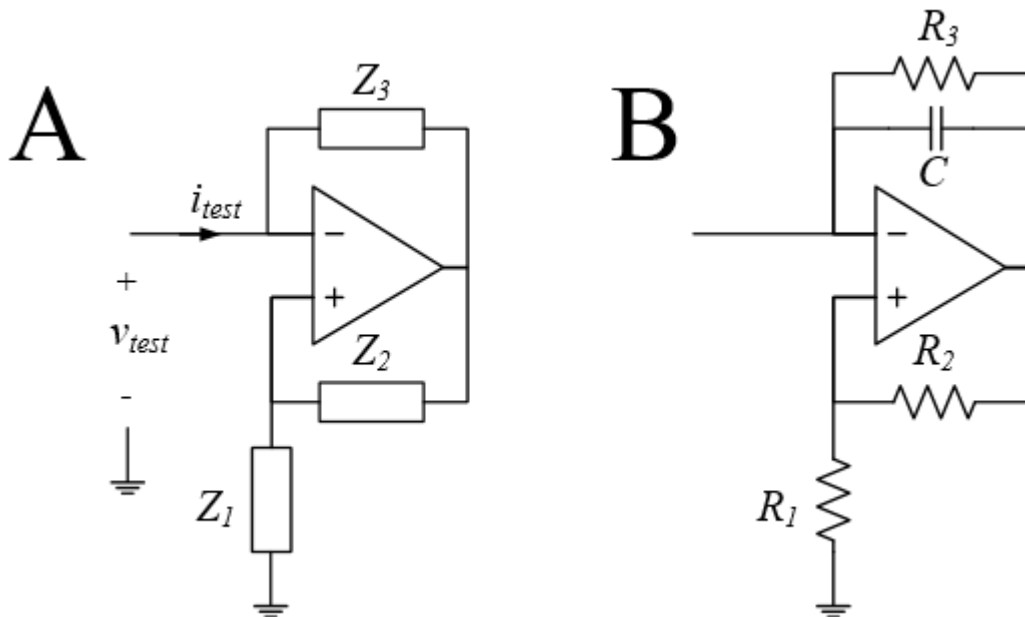 A
Z3
itest
−
+
+
vtest
-
Z2
Z1
B
R3
C
−
+
R2
R1